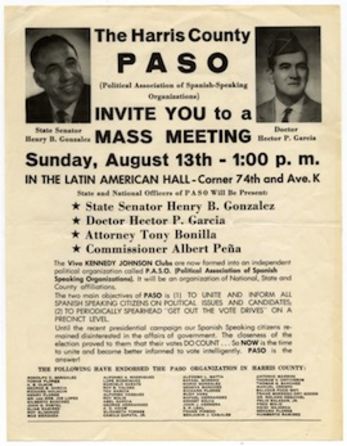 The Harris County
PASO
(Political Association of Spanish-Speaking
Organizations)
INVITE YOU to a
MASS MEETING
State Senator
Henry B. Gonzalez
Doctor
Hector P. Garcia
Sunday, August 13th - 1:00 p. m.
IN THE LATIN AMERICAN HALL - Corner 74th and Ave. K
State and National Officers of PASO Will Be Present:
★ State Senator Henry B. Gonzalez
★ Doctor Hector P. Garcia
★ Attorney Tony Bonilla
★ Commissioner Albert Peña
The Viva KENNEDY JOHNSON Clubs are now formed into an independent
political organization called P.A.S.O. (Political Association of Spanish
Speaking Organizations). It will be an organization of National, State and
County affiliations.
The two main objectives of PASO is (1) TO UNITE AND INFORM ALL
SPANISH SPEAKING CITIZENS ON POLITICAL ISSUES AND CANDIDATES;
(2) TO PERIODICALLY SPEARHEAD "GET OUT THE VOTE DRIVES" ON A
PRECINCT LEVEL.
Until the recent presidential campaign our Spanish Speaking citizens re-
mained disinterested in the affairs of government. The closeness of the
election proved to them that their votes DO COUNT . . . So NOW is the time
to unite and become better informed to vote intelligently. PASO is the
answer!
THE FOLLOWING HAVE ENDORSED THE PASO ORGANIZATION IN HARRIS COUNTY: